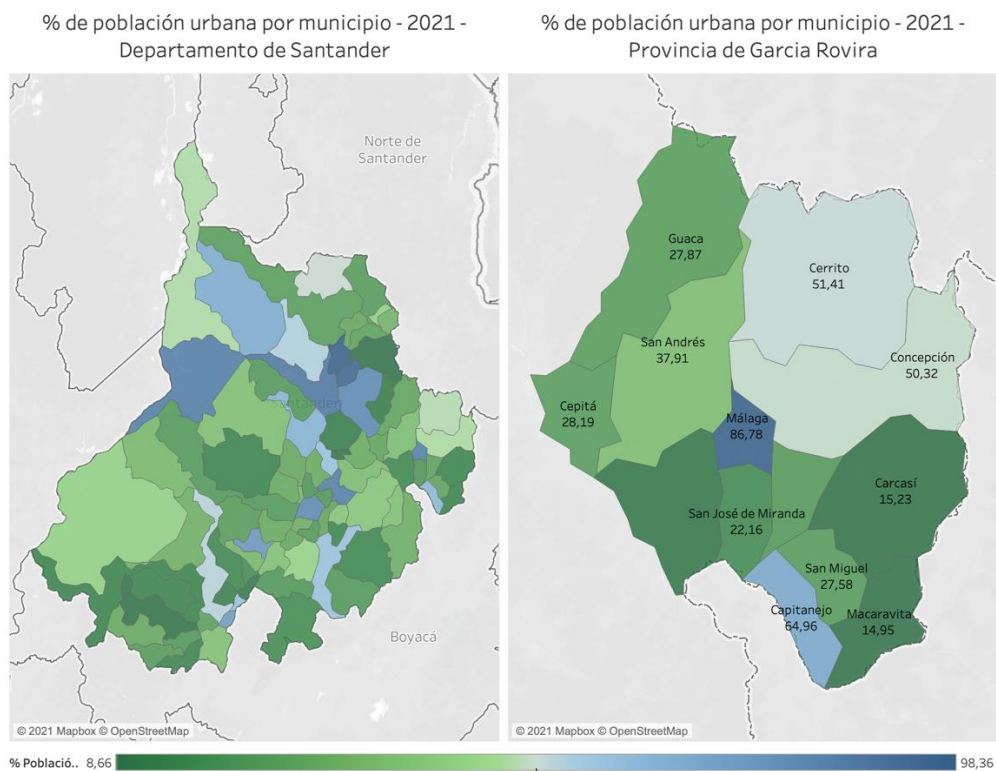 % de población urbana por municipio - 2021 -
Departamento de Santander
% de población urbana por municipio - 2021 -
Provincia de Garcia Rovira
Norte de
Santander
Santander
Boyacá
© 2021 Mapbox © OpenStreetMap
Guaca
27,87
Cerrito
51,41
San Andrés
37,91
Concepción
50,32
Cepitá
28,19
Málaga
86,78
Carcasí
15,23
San José de Miranda
22,16
San Miguel
27,58
Capitanejo
64,96
Macaravita
14,95
© 2021 Mapbox © OpenStreetMap
% Població.. 8,66
98,36